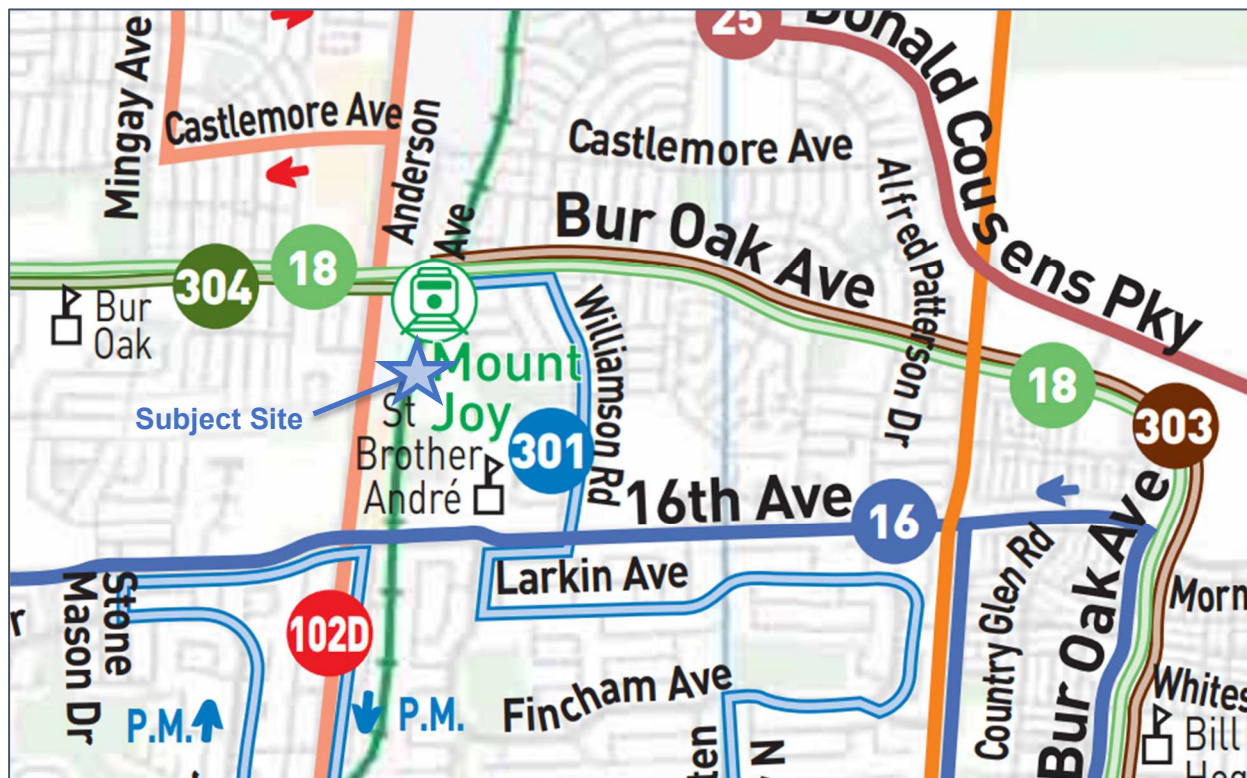 25
Donald Cousens Pky
Mingay Ave
Castlemore Ave
Anderson
Ave
Castlemore Ave
Alfred Patterson Dr
Bur Oak Ave
304
18
Bur
Oak
Williamson Rd
Mount
Joy
Subject Site
St
Brother
André
301
18
303
16th Ave
16
Bur Oak Ave
Country Glen Rd
Stone
Mason Dr
r
Larkin Ave
Morn
102D
Fincham Ave
Whites
P.M.
P.M.
Bill
ten